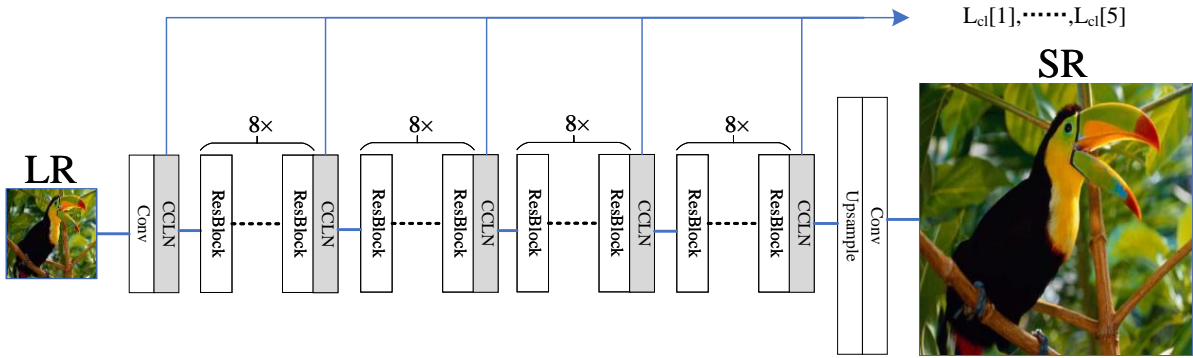 L_cl[1],······,L_cl[5]
SR
8× 8× 8× 8×
LR
Conv CCLN ResBlock ResBlock CCLN ResBlock ResBlock CCLN ResBlock ResBlock CCLN ResBlock ResBlock CCLN Upsample Conv